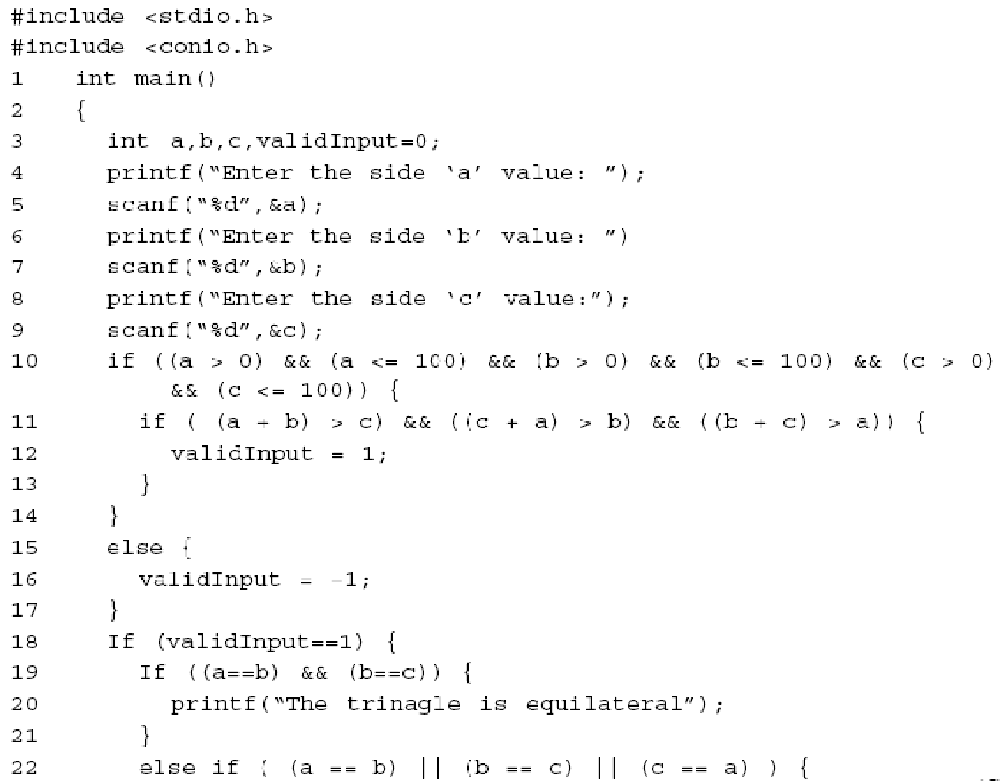 #include <stdio.h>
#include <conio.h>
1 int main()
2 {
3 int a,b,c,validInput=0;
4 printf(“Enter the side ‘a’ value: ”);
5 scanf(“%d”,&a);
6 printf(“Enter the side ‘b’ value: ”)
7 scanf(“%d”,&b);
8 printf(“Enter the side ‘c’ value:”);
9 scanf(“%d”,&c);
10 if ((a > 0) && (a <= 100) && (b > 0) && (b <= 100) && (c > 0)
&& (c <= 100)) {
11 if ( (a + b) > c) && ((c + a) > b) && ((b + c) > a)) {
12 validInput = 1;
13 }
14 }
15 else {
16 validInput = -1;
17 }
18 If (validInput==1) {
19 If ((a==b) && (b==c)) {
20 printf(“The trinagle is equilateral”);
21 }
22 else if ( (a == b) || (b == c) || (c == a) ) {